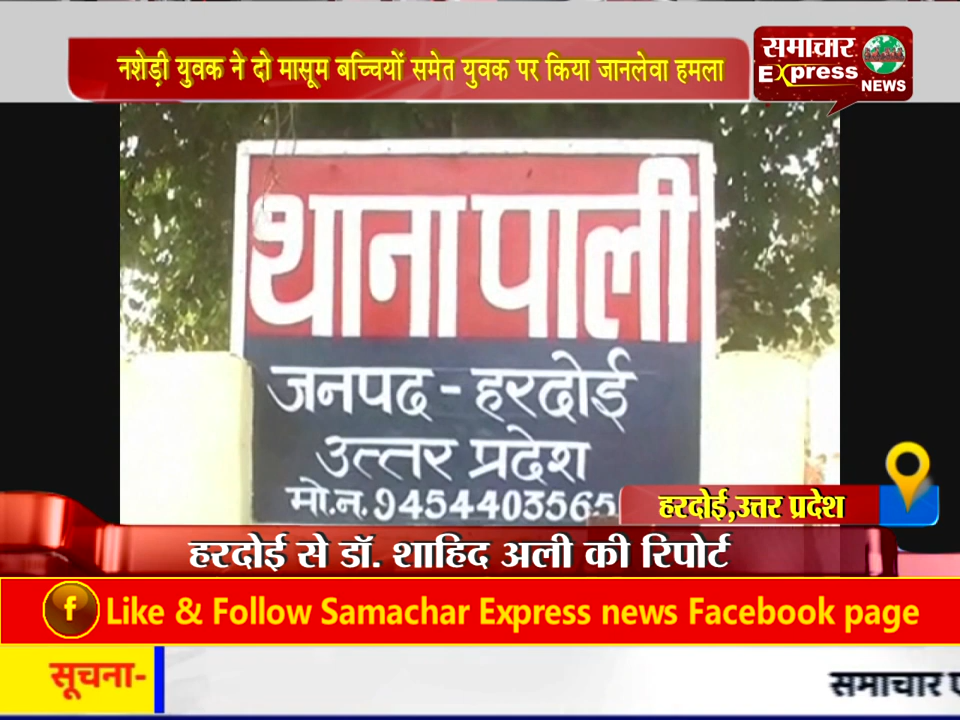 नशेड़ी युवक ने दो मासूम बच्चियों समेत युवक पर किया जानलेवा हमला
समाचार
Express
NEWS
थाना पाली
जनपद - हरदोई
उत्तर प्रदेश
मो.न. 9454403565
हरदोई,उत्तर प्रदेश
हरदोई से डॉ. शाहिद अली की रिपोर्ट
f Like & Follow Samachar Express news Facebook page
सूचना- समाचार